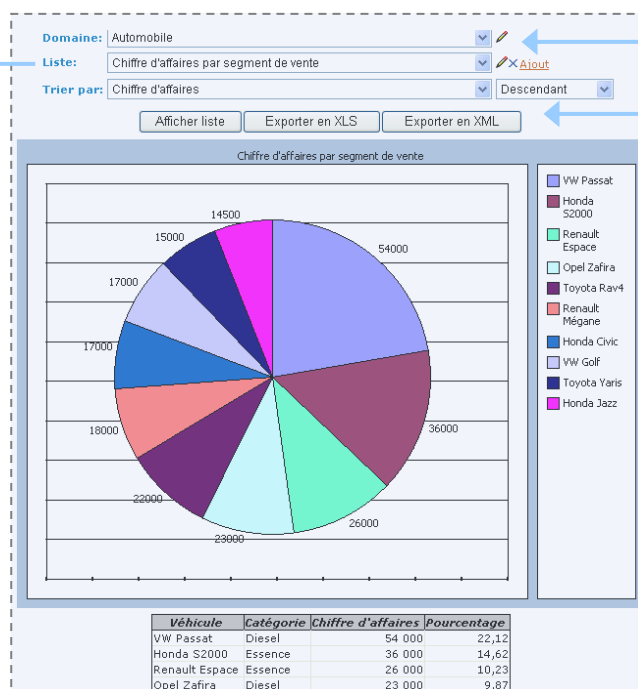 Domaine: Automobile
Liste: Chiffre d'affaires par segment de vente Ajout
Trier par: Chiffre d'affaires Descendant
Afficher liste Exporter en XLS Exporter en XML
Chiffre d'affaires par segment de vente
14500
15000
17000
17000
18000
22000
23000
26000
36000
54000
VW Passat
Honda
S2000
Renault
Espace
Opel Zafira
Toyota Rav4
Renault
Mégane
Honda Civic
VW Golf
Toyota Yaris
Honda Jazz
Véhicule Catégorie Chiffre d'affaires Pourcentage
VW Passat Diesel 54 000 22,12
Honda S2000 Essence 36 000 14,62
Renault Espace Essence 26 000 10,23
Opel Zafira Diesel 23 000 9,87